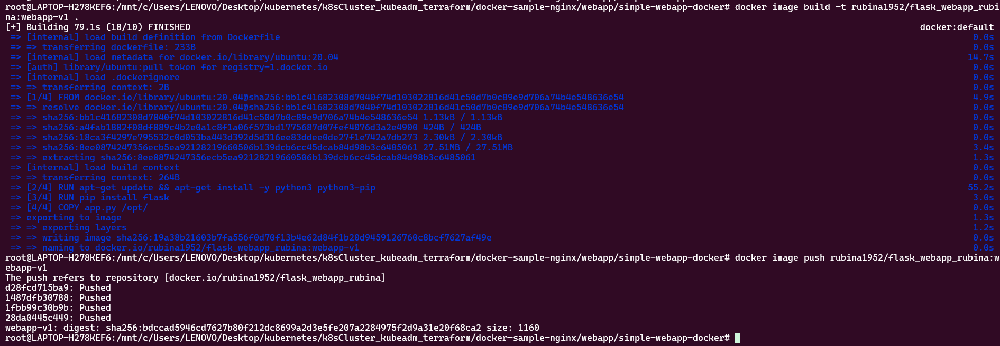 root@LAPTOP-H278KEF6:/mnt/c/Users/LENOVO/Desktop/kubernetes/k8sCluster_kubeadm_terraform/docker-sample-nginx/webapp/simple-webapp-docker# docker image build -t rubina1952/flask_webapp_rubi
na:webapp-v1 .
[+] Building 79.1s (10/10) FINISHED docker:default
=> [internal] load build definition from Dockerfile 0.0s
=> => transferring dockerfile: 233B 0.0s
=> [internal] load metadata for docker.io/library/ubuntu:20.04 14.7s
=> [auth] library/ubuntu:pull token for registry-1.docker.io 0.0s
=> [internal] load .dockerignore 0.0s
=> => transferring context: 2B 0.0s
=> [1/4] FROM docker.io/library/ubuntu:20.04@sha256:bb1c41682308d7040f74d103022816d41c50d7b0c89e9d706a74b4e548636e54 4.9s
=> => resolve docker.io/library/ubuntu:20.04@sha256:bb1c41682308d7040f74d103022816d41c50d7b0c89e9d706a74b4e548636e54 0.0s
=> => sha256:bb1c41682308d7040f74d103022816d41c50d7b0c89e9d706a74b4e548636e54 1.13kB / 1.13kB 0.0s
=> => sha256:a4fab1802f08df089c4b2e0a1c8f1a06f573bd1775687d07fef4076d3a2e4900 424B / 424B 0.0s
=> => sha256:18ca3f4297e795532c0d053ba443d392d5d316ee83ddee0de27f1e742a7db273 2.30kB / 2.30kB 0.0s
=> => sha256:8ee0874247356ecb5ea92128219660506b139dcb6cc45dcab84d98b3c6485061 27.51MB / 27.51MB 3.4s
=> => extracting sha256:8ee0874247356ecb5ea92128219660506b139dcb6cc45dcab84d98b3c6485061 1.3s
=> [internal] load build context 0.0s
=> => transferring context: 264B 0.0s
=> [2/4] RUN apt-get update && apt-get install -y python3 python3-pip 55.2s
=> [3/4] RUN pip install flask 3.0s
=> [4/4] COPY app.py /opt/ 0.0s
=> exporting to image 1.3s
=> => exporting layers 1.2s
=> => writing image sha256:19a38b21603b7fa556f0d70f13b4e62d84f1b20d9459126760c8bcf7627af49e 0.0s
=> => naming to docker.io/rubina1952/flask_webapp_rubina:webapp-v1 0.0s
root@LAPTOP-H278KEF6:/mnt/c/Users/LENOVO/Desktop/kubernetes/k8sCluster_kubeadm_terraform/docker-sample-nginx/webapp/simple-webapp-docker# docker image push rubina1952/flask_webapp_rubina:w
ebapp-v1
The push refers to repository [docker.io/rubina1952/flask_webapp_rubina]
d28fcd715ba9: Pushed
1487dfb30788: Pushed
1fbb99c30b9b: Pushed
28da0445c449: Pushed
webapp-v1: digest: sha256:bdccad5946cd7627b80f212dc8699a2d3e5fe207a2284975f2d9a31e20f68ca2 size: 1160
root@LAPTOP-H278KEF6:/mnt/c/Users/LENOVO/Desktop/kubernetes/k8sCluster_kubeadm_terraform/docker-sample-nginx/webapp/simple-webapp-docker#